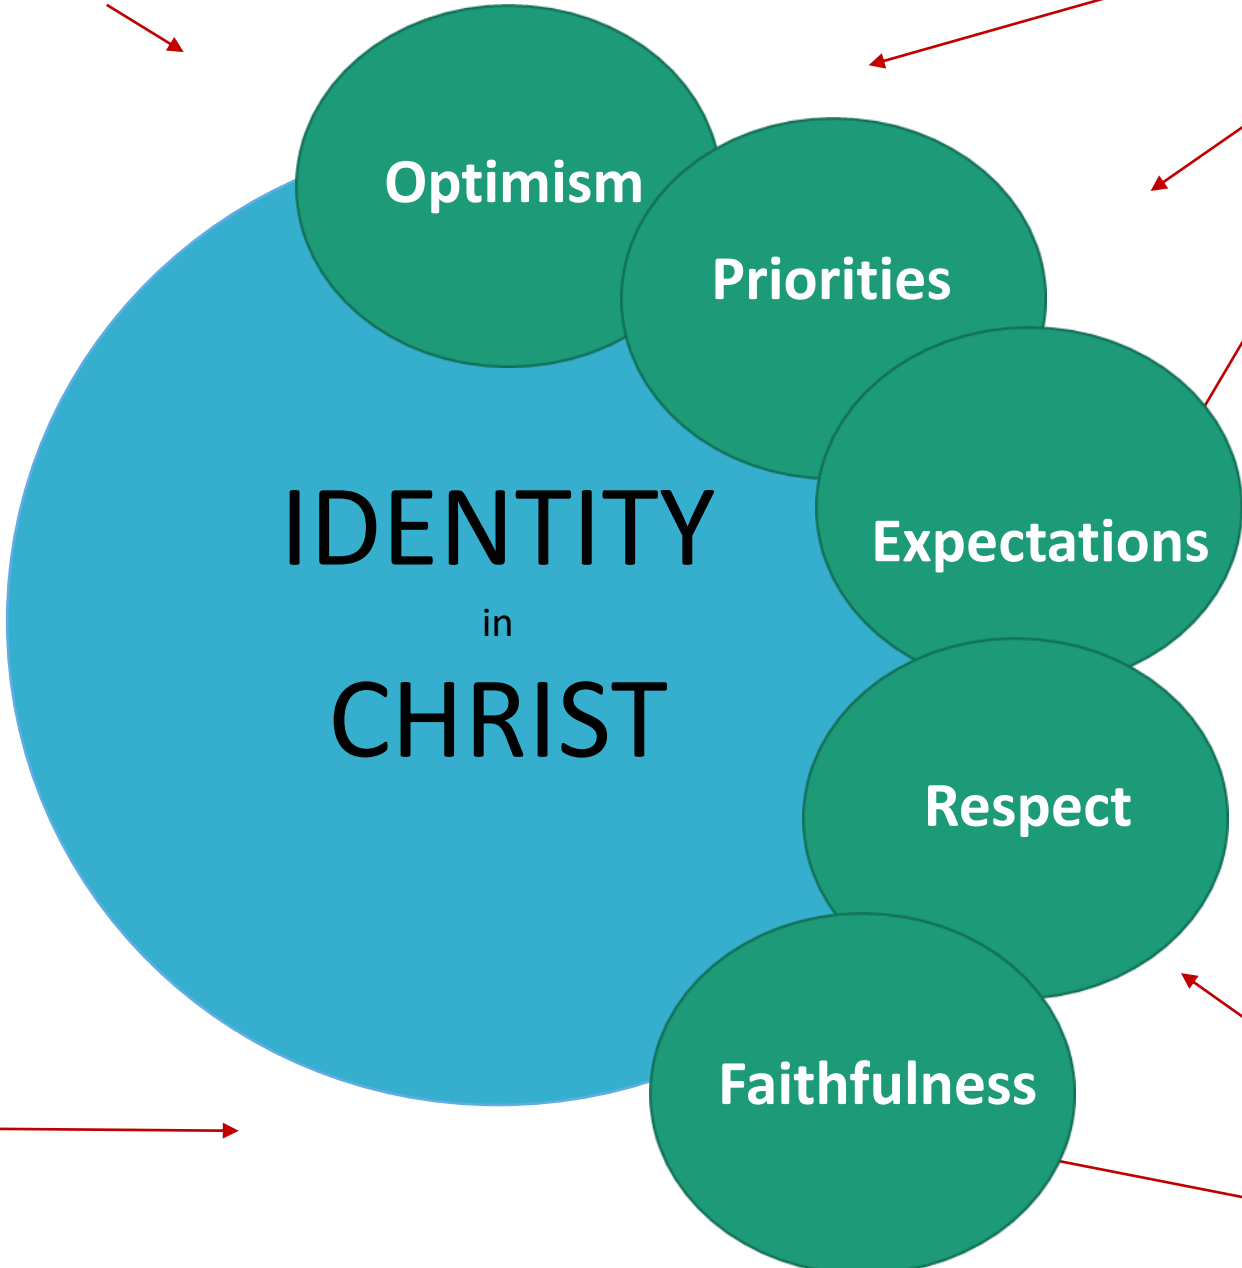 Optimism
Priorities
Expectations
Respect
Faithfulness
IDENTITY
in
CHRIST